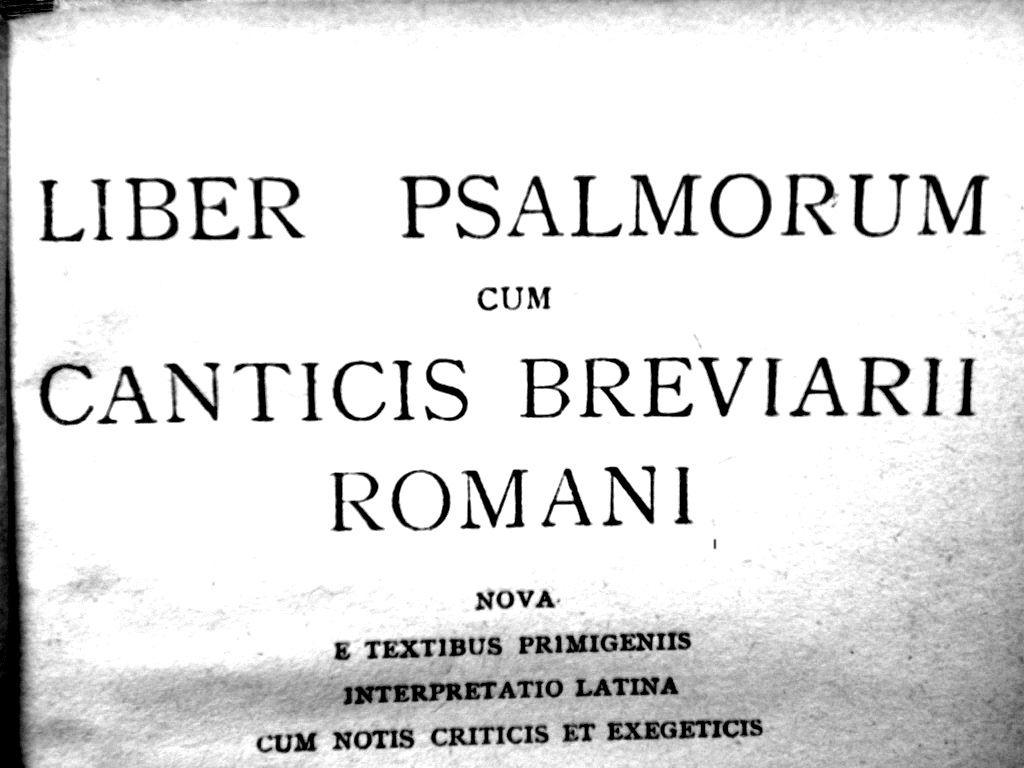 LIBER PSALMORUM
CUM
CANTICIS BREVIARII
ROMANI
NOVA
E TEXTIBUS PRIMIGENIIS
INTERPRETATIO LATINA
CUM NOTIS CRITICIS ET EXEGETICIS